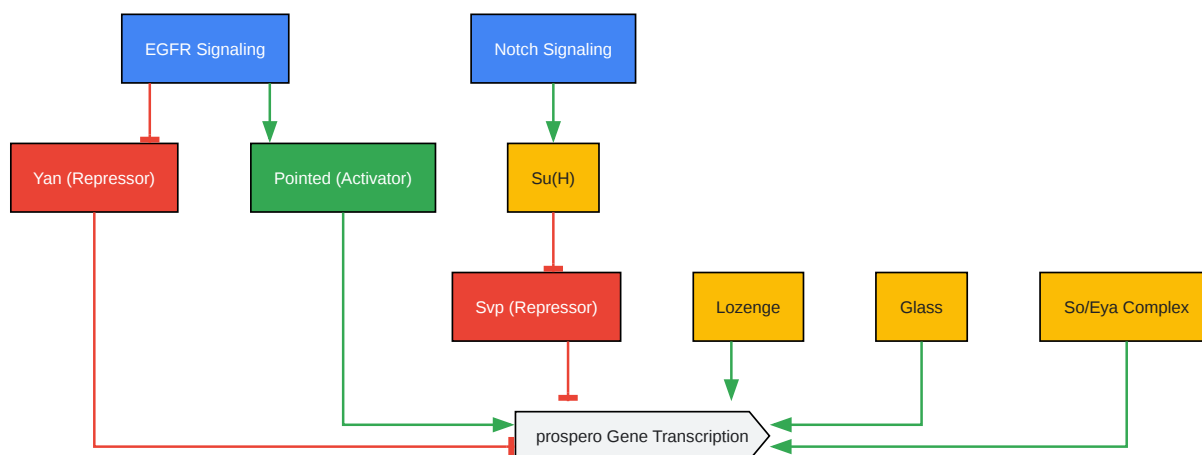 EGFR Signaling
Notch Signaling
Yan (Repressor)
Pointed (Activator)
Su(H)
Svp (Repressor)
Lozenge
Glass
So/Eya Complex
prospero Gene Transcription